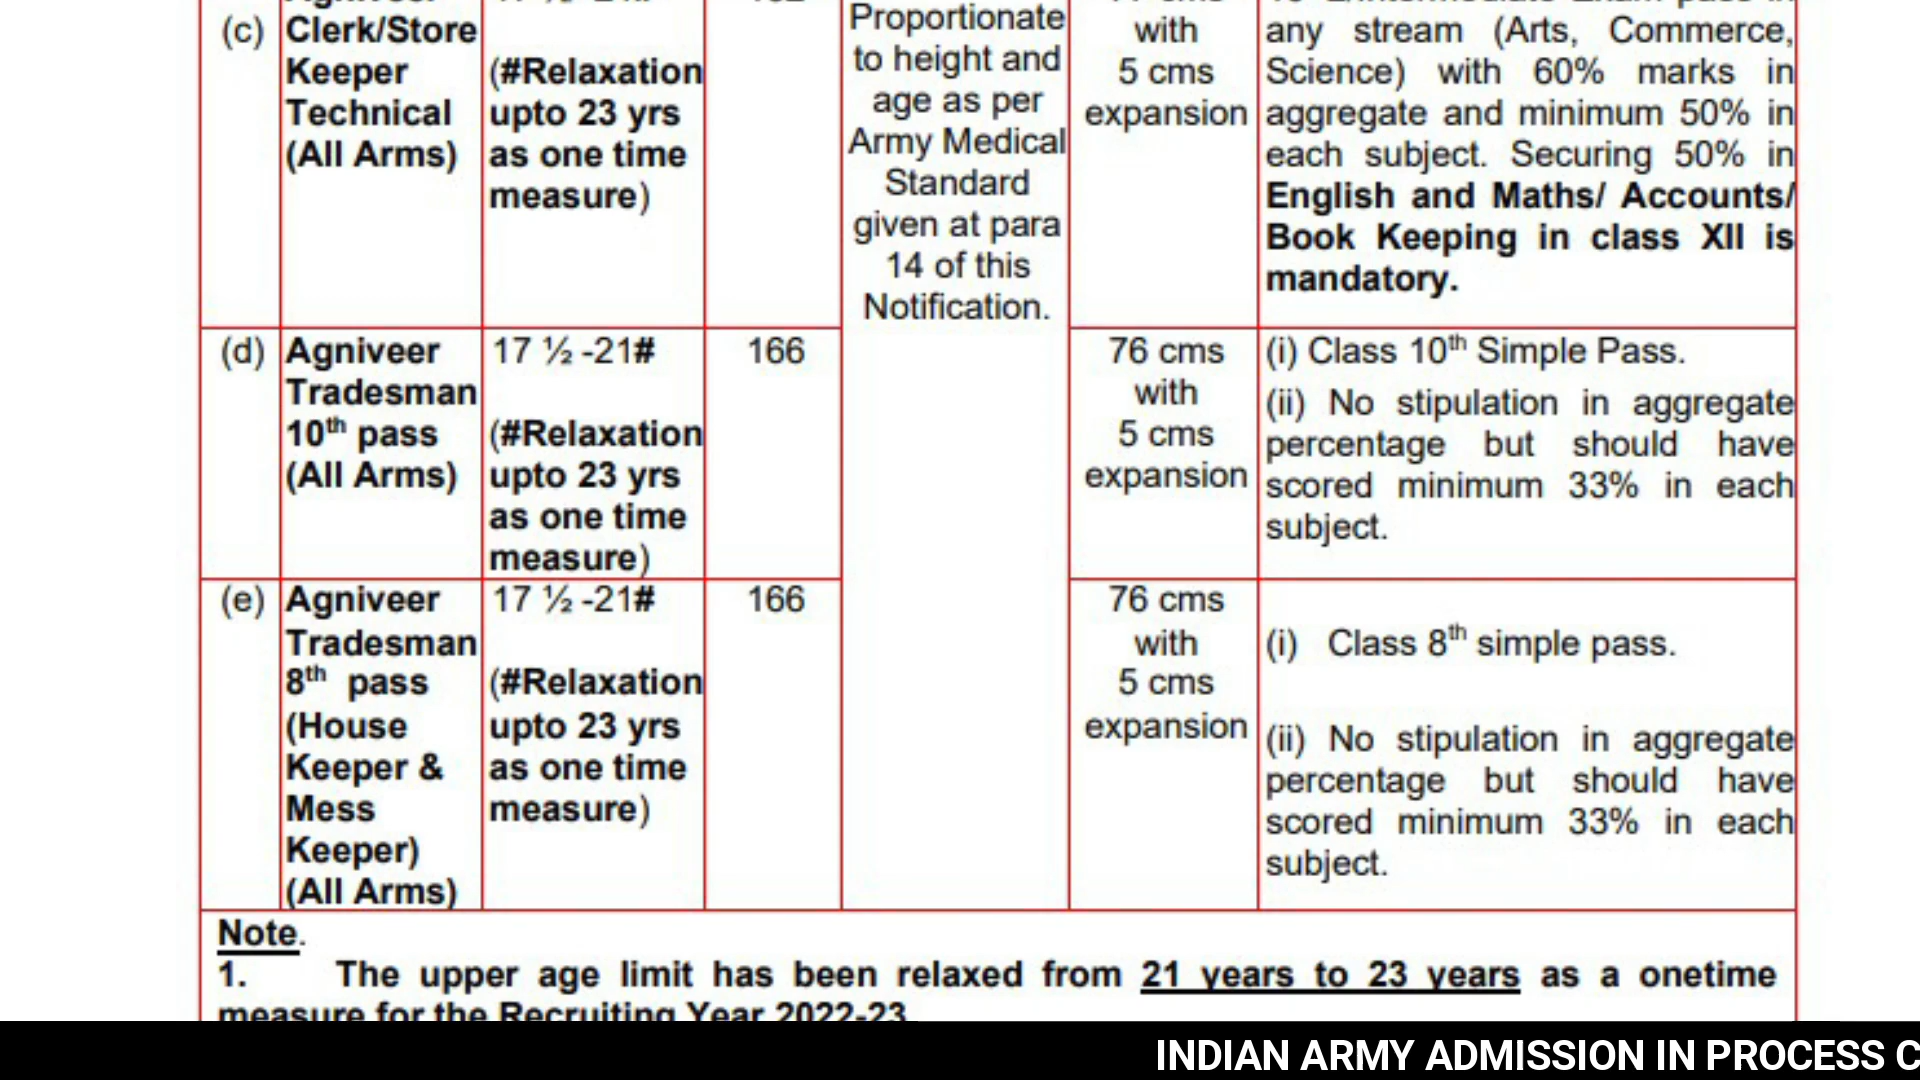 (c)
Clerk/Store
Keeper
Technical
(All Arms)
(#Relaxation
upto 23 yrs
as one time
measure)
Proportionate
to height and
age as per
Army Medical
Standard
given at para
14 of this
Notification.
with
5 cms
expansion
any stream (Arts, Commerce,
Science) with 60% marks in
aggregate and minimum 50% in
each subject. Securing 50% in
English and Maths/ Accounts/
Book Keeping in class XII is
mandatory.
(d)
Agniveer
Tradesman
10th pass
(All Arms)
17 ½ -21#
(#Relaxation
upto 23 yrs
as one time
measure)
166
76 cms
with
5 cms
expansion
(i) Class 10th Simple Pass.
(ii) No stipulation in aggregate
percentage but should have
scored minimum 33% in each
subject.
(e)
Agniveer
Tradesman
8th pass
(House
Keeper &
Mess
Keeper)
(All Arms)
17 ½ -21#
(#Relaxation
upto 23 yrs
as one time
measure)
166
76 cms
with
5 cms
expansion
(i) Class 8th simple pass.
(ii) No stipulation in aggregate
percentage but should have
scored minimum 33% in each
subject.
Note.
1. The upper age limit has been relaxed from 21 years to 23 years as a onetime
measure for the Recruiting Year 2022-23.
INDIAN ARMY ADMISSION IN PROCESS C